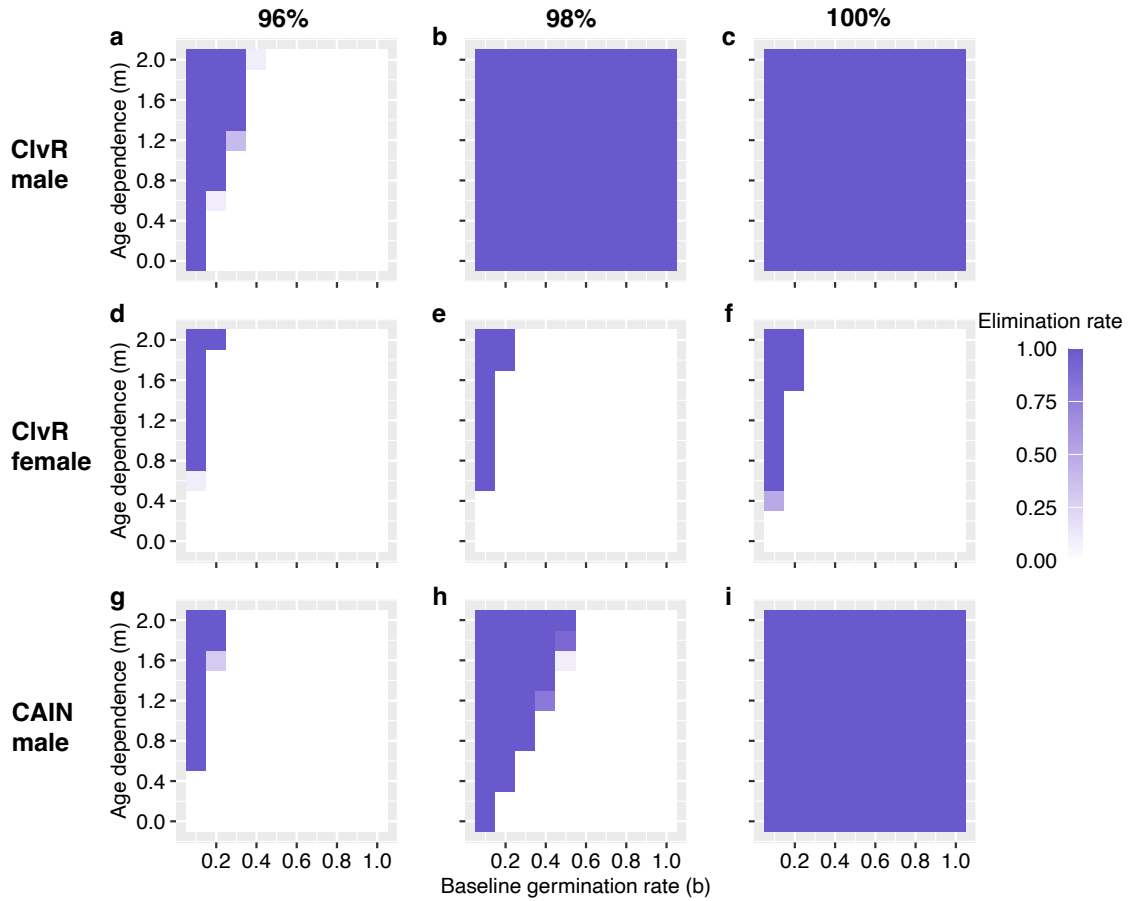 96%
98%
100%
a
b
c
ClvR
male
Age dependence (m)
2.0
1.6
1.2
0.8
0.4
0.0
d
e
f
ClvR
female
Age dependence (m)
2.0
1.6
1.2
0.8
0.4
0.0
Elimination rate
1.00
0.75
0.50
0.25
0.00
g
h
i
CAIN
male
Age dependence (m)
2.0
1.6
1.2
0.8
0.4
0.0
0.2 0.4 0.6 0.8 1.0
0.2 0.4 0.6 0.8 1.0
0.2 0.4 0.6 0.8 1.0
Baseline germination rate (b)